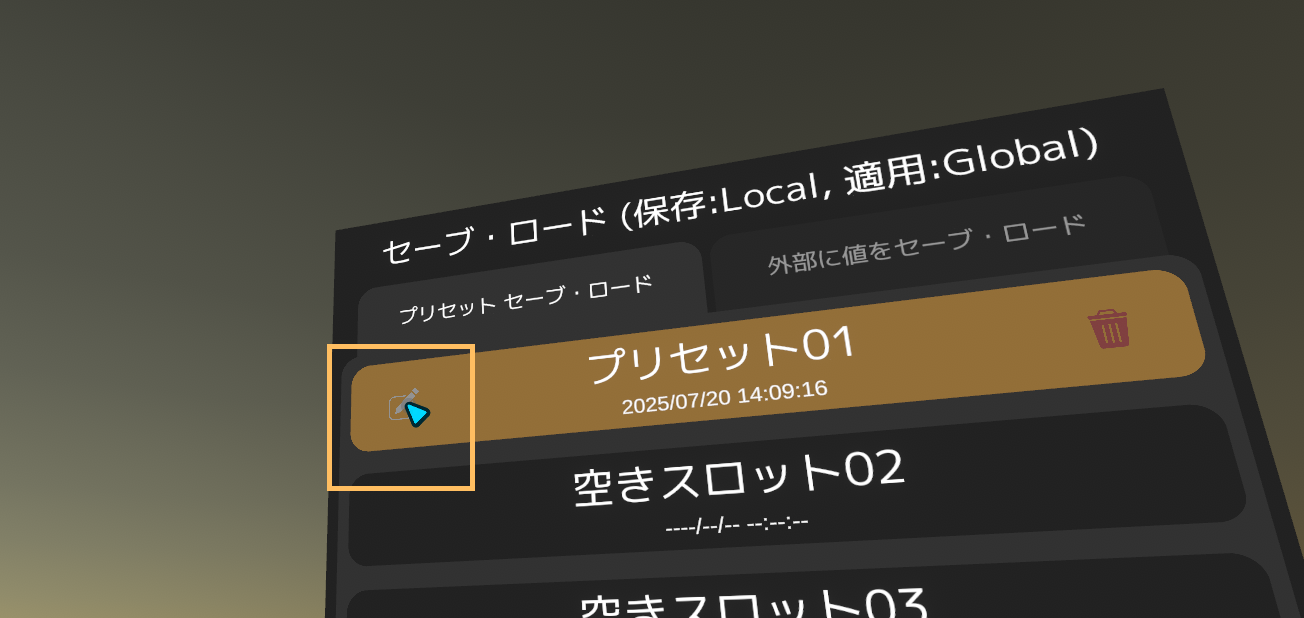 セーブ・ロード (保存:Local, 適用:Global)
プリセット セーブ・ロード
外部に値をセーブ・ロード
プリセット01
2025/07/20 14:09:16
空きスロット02
----/--/-- --:--:--
空きスロット03